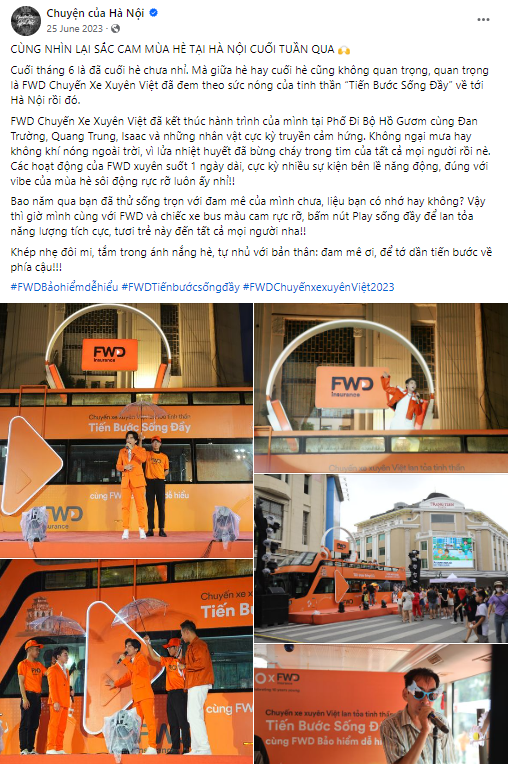 Chuyện của Hà Nội
25 June 2023
CÙNG NHÌN LẠI SẮC CAM MÙA HÈ TẠI HÀ NỘI CUỐI TUẦN QUA 🙌
Cuối tháng 6 là đã cuối hè chưa nhỉ. Mà giữa hè hay cuối hè cũng không quan trọng, quan trọng
là FWD Chuyến Xe Xuyên Việt đã đem theo sức nóng của tinh thần "Tiến Bước Sống Đầy" về tới
Hà Nội rồi đó.
FWD Chuyến Xe Xuyên Việt đã kết thúc hành trình của mình tại Phố Đi Bộ Hồ Gươm cùng Đan
Trường, Quang Trung, Isaac và những nhân vật cực kỳ truyền cảm hứng. Không ngại mưa hay
không khí nóng ngoài trời, vì lửa nhiệt huyết đã bừng cháy trong tim của tất cả mọi người rồi nè.
Các hoạt động của FWD xuyên suốt 1 ngày dài, cực kỳ nhiều sự kiện bên lề năng động, đúng với
vibe của mùa hè sôi động rực rỡ luôn ấy nhỉ!!
Bao năm qua bạn đã thử sống trọn với đam mê của mình chưa, liệu bạn có nhớ hay không? Vậy
thì giờ mình cùng với FWD và chiếc xe bus màu cam rực rỡ, bấm nút Play sống đầy để lan tỏa
năng lượng tích cực, tươi trẻ này đến tất cả mọi người nha!!
Khép nhẹ đôi mi, tắm trong ánh nắng hè, tự nhủ với bản thân: đam mê ơi, để tớ dần tiến bước về
phía cậu!!!
#FWDBảohiểmdễhiểu #FWDTiếnbướcsốngđầy #FWDChuyếnxexuyênViệt2023
FWD
Insurance
Chuyến xe xuyên Việt lan tỏa tinh thần
Tiến Bước Sống Đầy
cùng FWD Bảo hiểm dễ hiểu
FWD
Insurance
FWD
Insurance
Chuyến xe xuyên Việt lan tỏa tinh thần
Chuyến xe x
Tiến
cùng FW
FWD
X FWD
Chuyến xe xuyên Việt lan tỏa tinh thần
Tiến Bước Sống Đầy
cùng FWD Bảo hiểm dễ hi